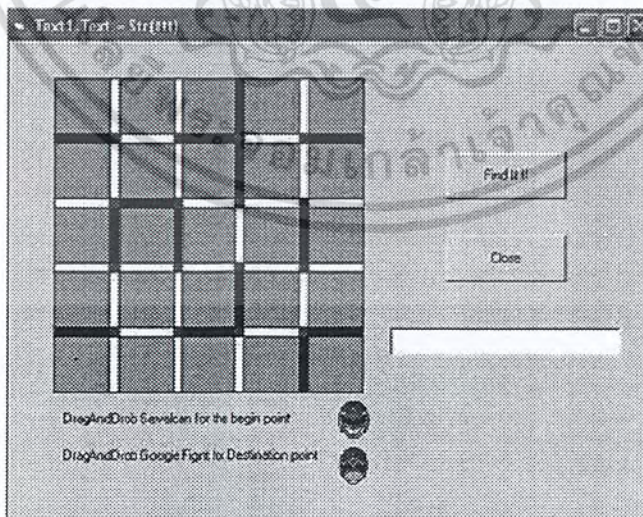 Text1.Text = Str(ttt)
Find It !!
Close
DragAndDrob Sevalcan for the begin point
DragAndDrob Google Fight for Destination point